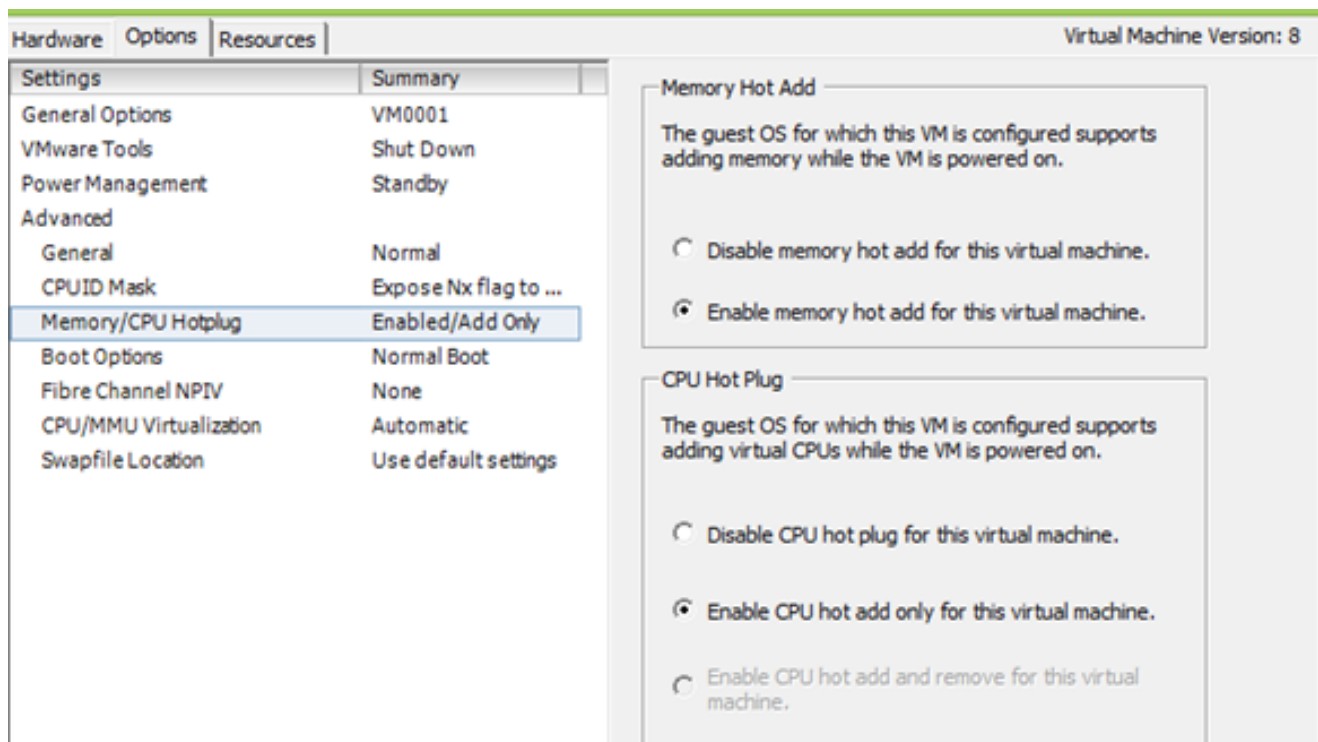 Hardware Options Resources Virtual Machine Version: 8
Settings Summary
General Options VM0001
VMware Tools Shut Down
Power Management Standby
Advanced
General Normal
CPUID Mask Expose Nx flag to ...
Memory/CPU Hotplug Enabled/Add Only
Boot Options Normal Boot
Fibre Channel NPIV None
CPU/MMU Virtualization Automatic
Swapfile Location Use default settings
Memory Hot Add
The guest OS for which this VM is configured supports
adding memory while the VM is powered on.
Disable memory hot add for this virtual machine.
Enable memory hot add for this virtual machine.
CPU Hot Plug
The guest OS for which this VM is configured supports
adding virtual CPUs while the VM is powered on.
Disable CPU hot plug for this virtual machine.
Enable CPU hot add only for this virtual machine.
Enable CPU hot add and remove for this virtual
machine.